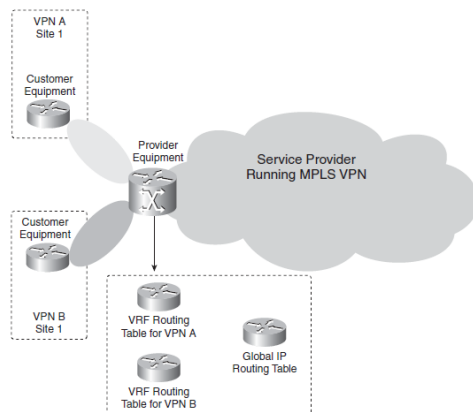 VPN A
Site 1
Customer
Equipment
Provider
Equipment
Service Provider
Running MPLS VPN
Customer
Equipment
VPN B
Site 1
VRF Routing
Table for VPN A
Global IP
Routing Table
VRF Routing
Table for VPN B